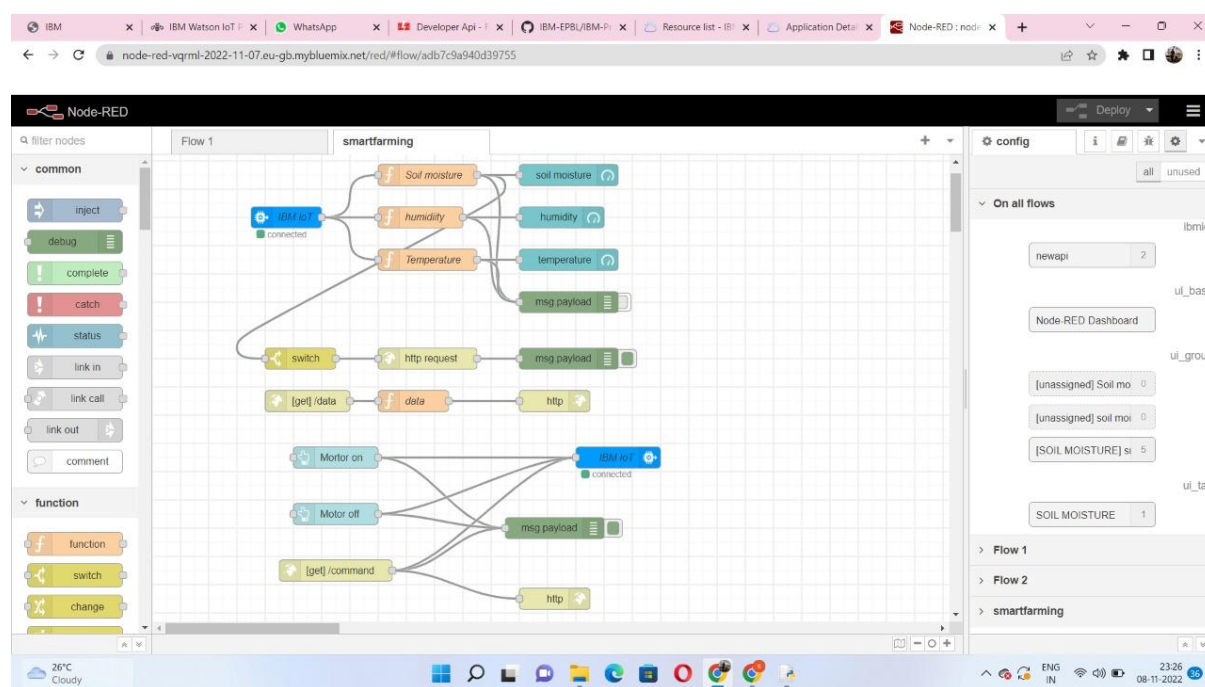 IBM
IBM Watson IoT P
WhatsApp
Developer Api - F
IBM-EPBL/IBM-Pr
Resource list - IB
Application Detai
Node-RED : node
node-red-vqrml-2022-11-07.eu-gb.mybluemix.net/red/#flow/adb7c9a940d39755
Node-RED
Deploy
filter nodes
Flow 1
smartfarming
config
i
all
unused
common
inject
debug
complete
catch
status
link in
link call
link out
comment
function
function
switch
change
Soil moisture
soil moisture
IBM IoT
connected
humidiity
humidity
Temperature
temperature
msg.payload
switch
http request
msg.payload
[get] /data
data
http
Mortor on
IBM IoT
connected
Motor off
msg.payload
[get] /command
http
On all flows
ibmi
newapi
2
ui_bas
Node-RED Dashboard
ui_grou
[unassigned] Soil mo
0
[unassigned] soil moi
0
[SOIL MOISTURE] s
5
ui_ta
SOIL MOISTURE
1
Flow 1
Flow 2
smartfarming
26°C
Cloudy
ENG
IN
23:26
08-11-2022
36